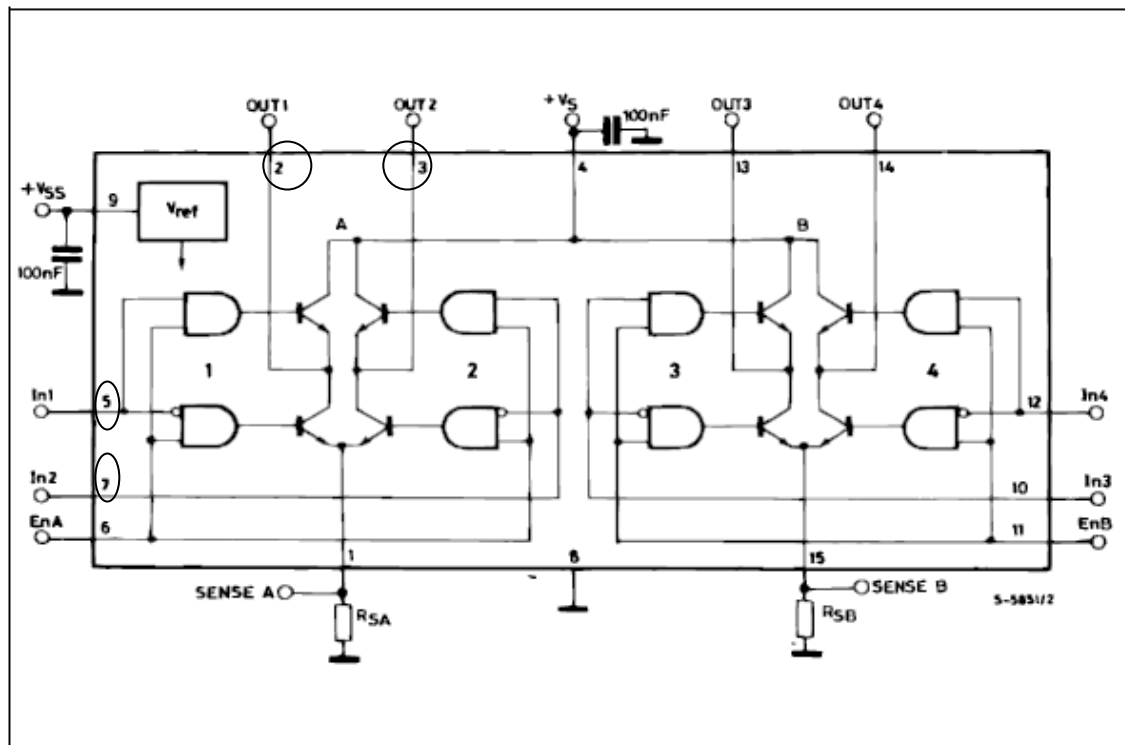 OUT1 OUT2 +VS 100nF OUT3 OUT4
2 3 4 13 14
+VSS 9 Vref
A B
100nF
1 2 3 4
In1 5 12 In4
In2 7 10 In3
EnA 6 11 EnB
1 8 15
SENSE A SENSE B S-5851/2
RSA RSB